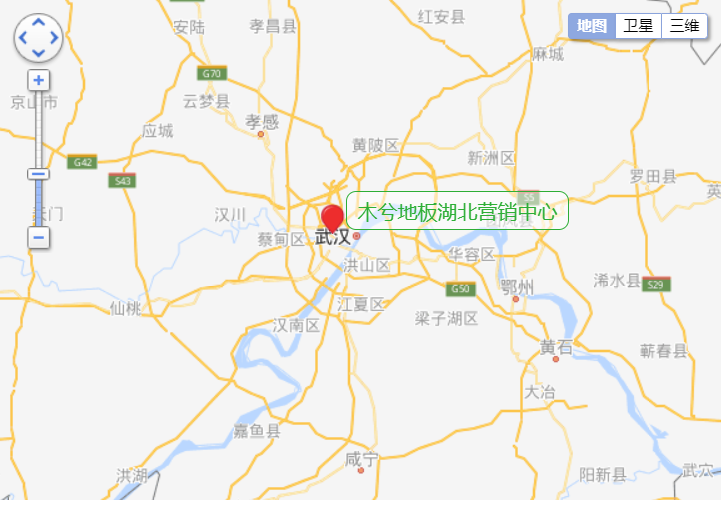 红安县
安陆
孝昌县
地图
卫星
三维
麻城
G70
云梦县
京山市
孝感
应城
黄陂区
新洲区
G42
S43
罗田县
英
天门
汉川
木兮地板湖北营销中心
蔡甸区
武汉
华容区
洪山区
浠水县
S29
鄂州
G50
仙桃
江夏区
汉南区
梁子湖区
黄石
蕲春县
大冶
嘉鱼县
咸宁
洪湖
阳新县
武穴